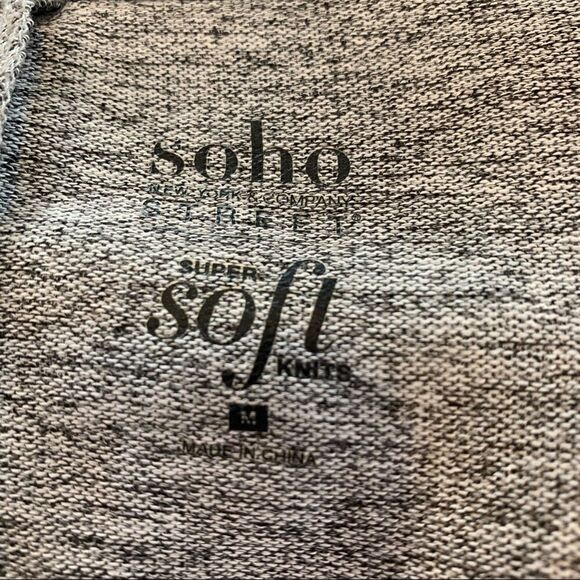 soho
NEW YORK & COMPANY
STREET®
SUPER
soft
KNITS
M
MADE IN CHINA